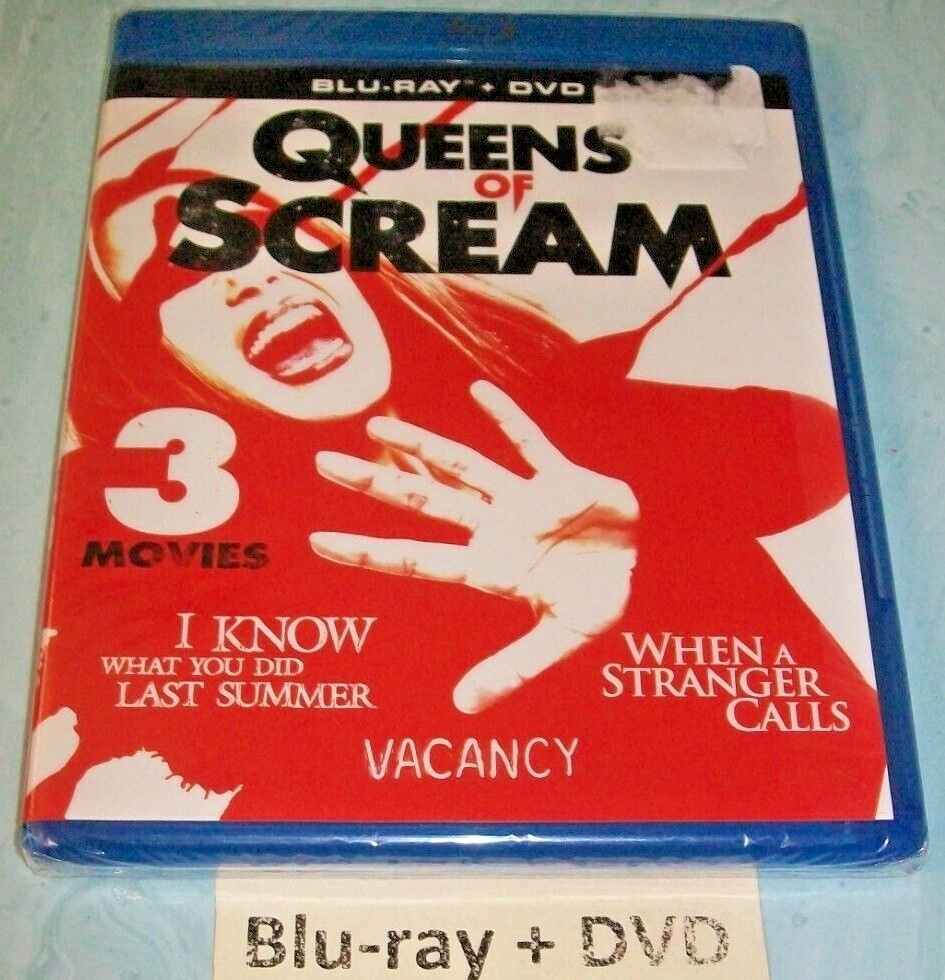 BLU-RAY™ + DVD
QUEENS
OF
SCREAM
3
MOVIES
I KNOW
WHAT YOU DID
LAST SUMMER
WHEN A
STRANGER
CALLS
VACANCY
Blu-ray + DVD